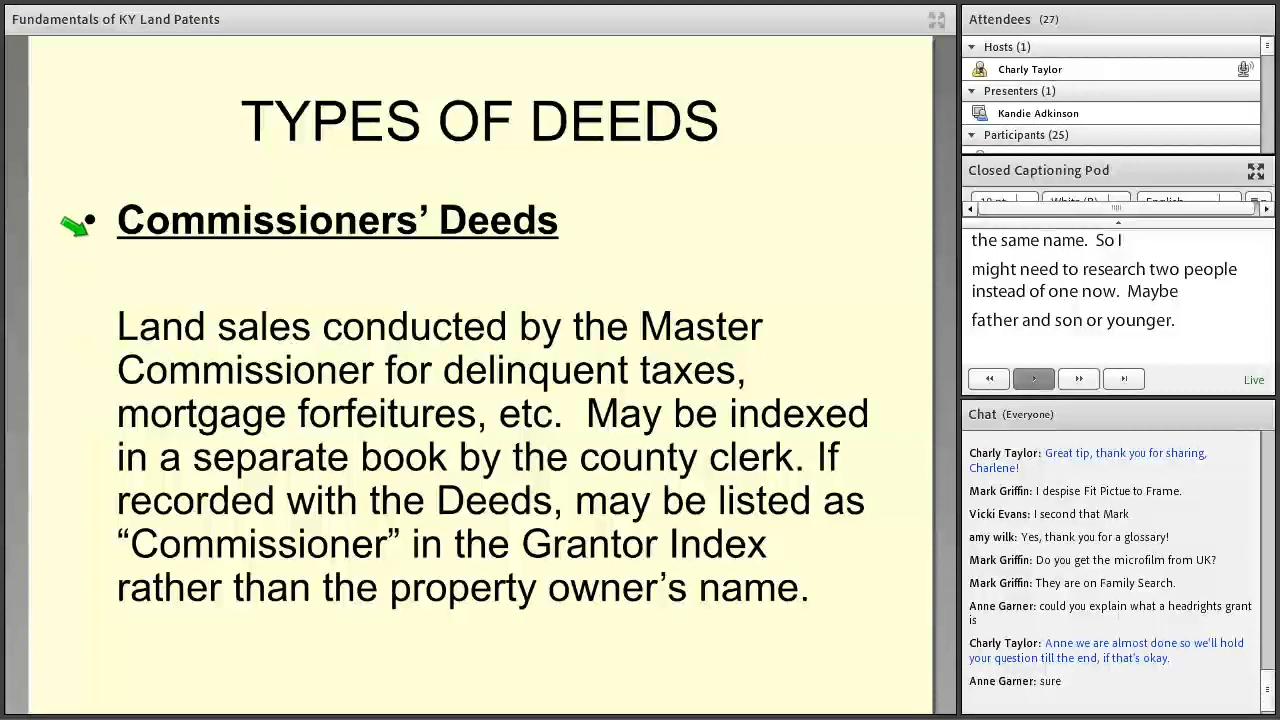 Fundamentals of KY Land Patents
TYPES OF DEEDS
• Commissioners’ Deeds
Land sales conducted by the Master
Commissioner for delinquent taxes,
mortgage forfeitures, etc.  May be indexed
in a separate book by the county clerk. If
recorded with the Deeds, may be listed as
“Commissioner” in the Grantor Index
rather than the property owner’s name.
Attendees (27)
Hosts (1)
Charly Taylor
Presenters (1)
Kandie Adkinson
Participants (25)
Closed Captioning Pod
the same name.  So I
might need to research two people
instead of one now.  Maybe
father and son or younger.
Live
Chat (Everyone)
Charly Taylor: Great tip, thank you for sharing,
Charlene!
Mark Griffin: I despise Fit Pictue to Frame.
Vicki Evans: I second that Mark
amy wilk: Yes, thank you for a glossary!
Mark Griffin: Do you get the microfilm from UK?
Mark Griffin: They are on Family Search.
Anne Garner: could you explain what a headrights grant
is
Charly Taylor: Anne we are almost done so we'll hold
your question till the end, if that's okay.
Anne Garner: sure